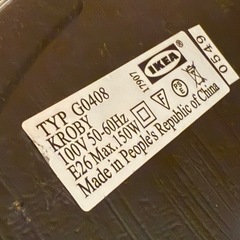 TYP G0408
KROBY
100V 50-60Hz
E26 Max.150W
Made in People's Republic of China
17907
IKEA
0549